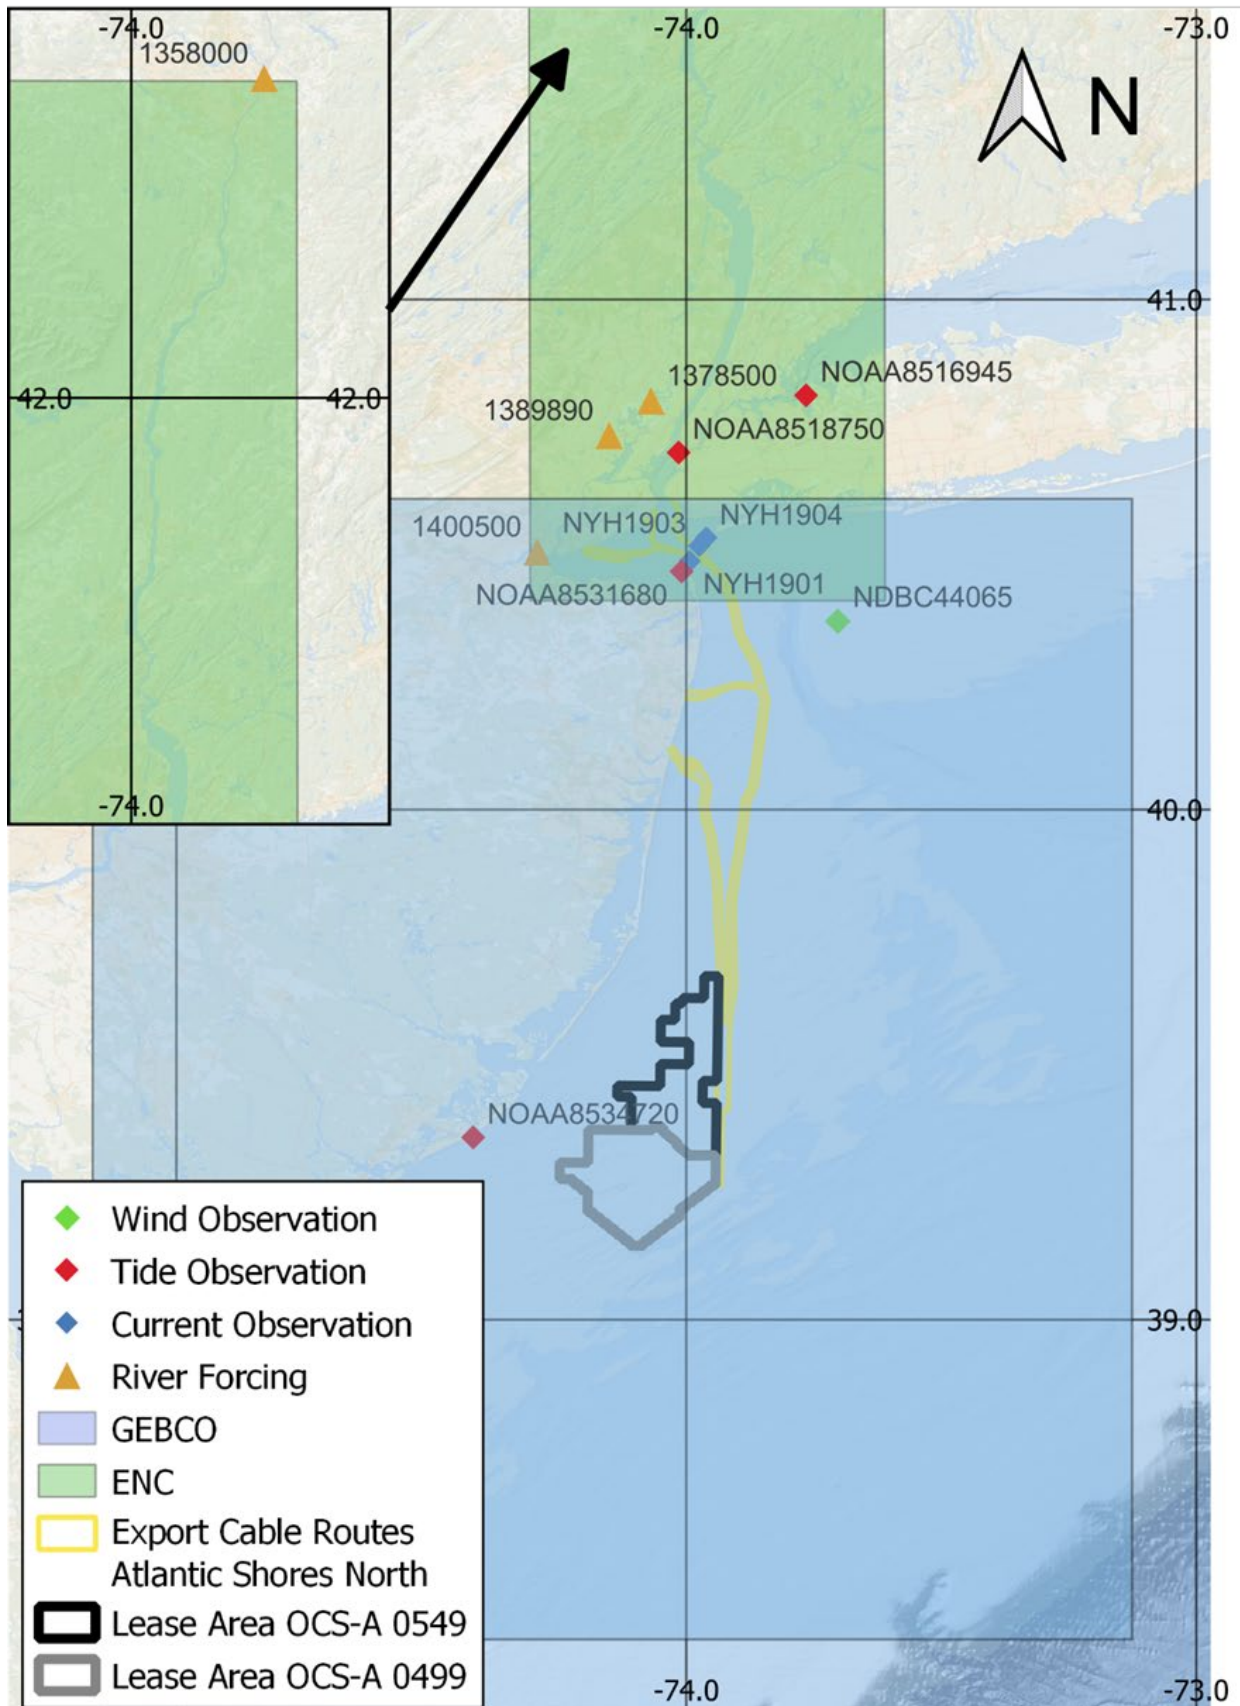 -74.0
-74.0
-73.0
1358000
N
41.0
1378500
NOAA8516945
42.0
42.0
1389890
NOAA8518750
1400500
NYH1903
NYH1904
NOAA8531680
NYH1901
NDBC44065
-74.0
40.0
NOAA8534720
Wind Observation
Tide Observation
Current Observation
39.0
River Forcing
GEBCO
ENC
Export Cable Routes
Atlantic Shores North
Lease Area OCS-A 0549
Lease Area OCS-A 0499
-74.0
-73.0